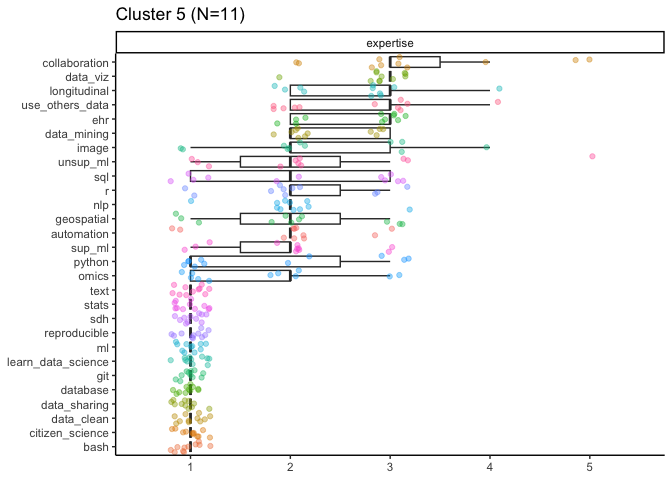 Cluster 5 (N=11)
expertise
collaboration
data_viz
longitudinal
use_others_data
ehr
data_mining
image
unsup_ml
sql
r
nlp
geospatial
automation
sup_ml
python
omics
text
stats
sdh
reproducible
ml
learn_data_science
git
database
data_sharing
data_clean
citizen_science
bash
1 2 3 4 5